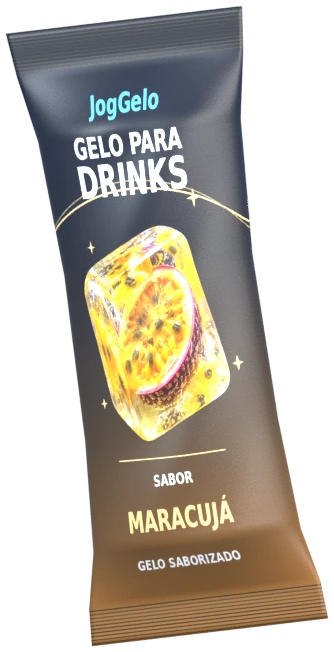 JogGelo
GELO PARA
DRINKS
SABOR
MARACUJÁ
GELO SABORIZADO